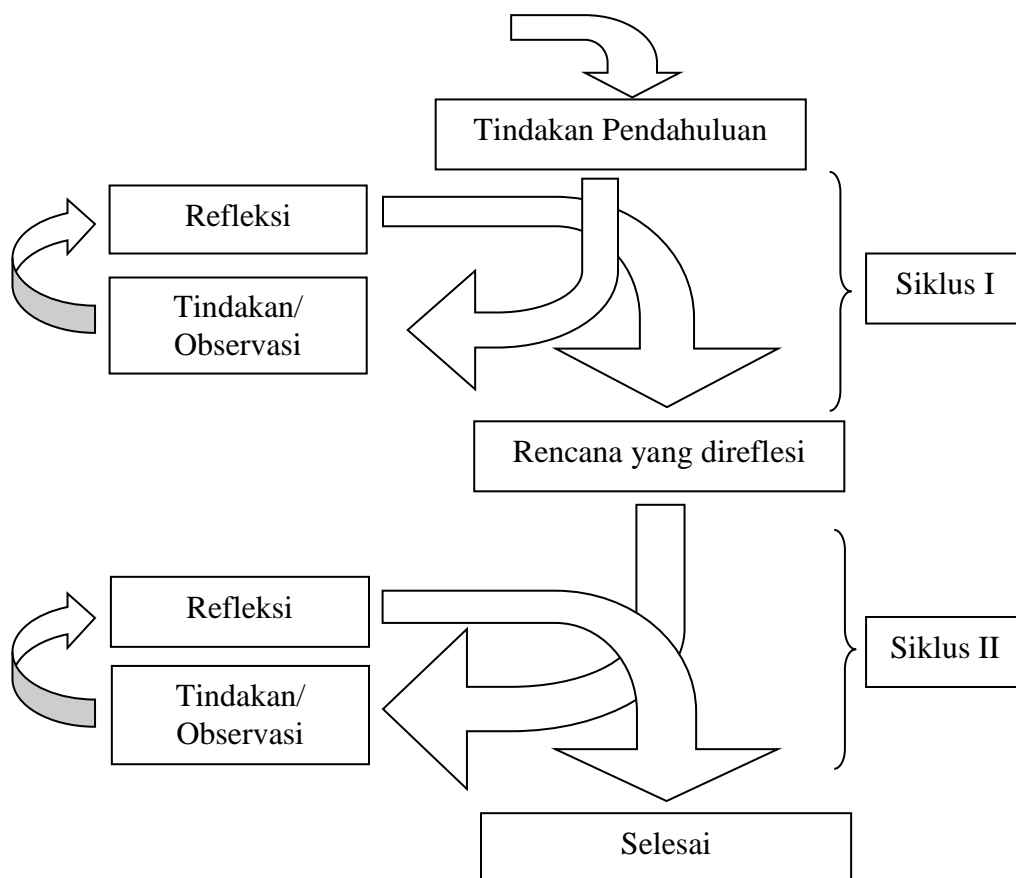 Tindakan Pendahuluan
Refleksi
Tindakan/
Observasi
Siklus I
Rencana yang direflesi
Refleksi
Tindakan/
Observasi
Siklus II
Selesai